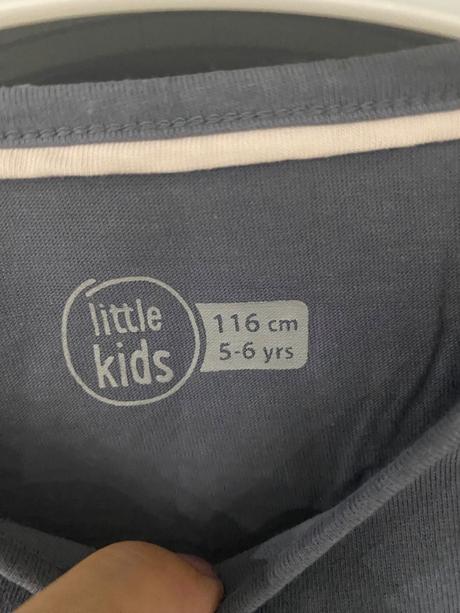 little
kids
116 cm
5-6 yrs